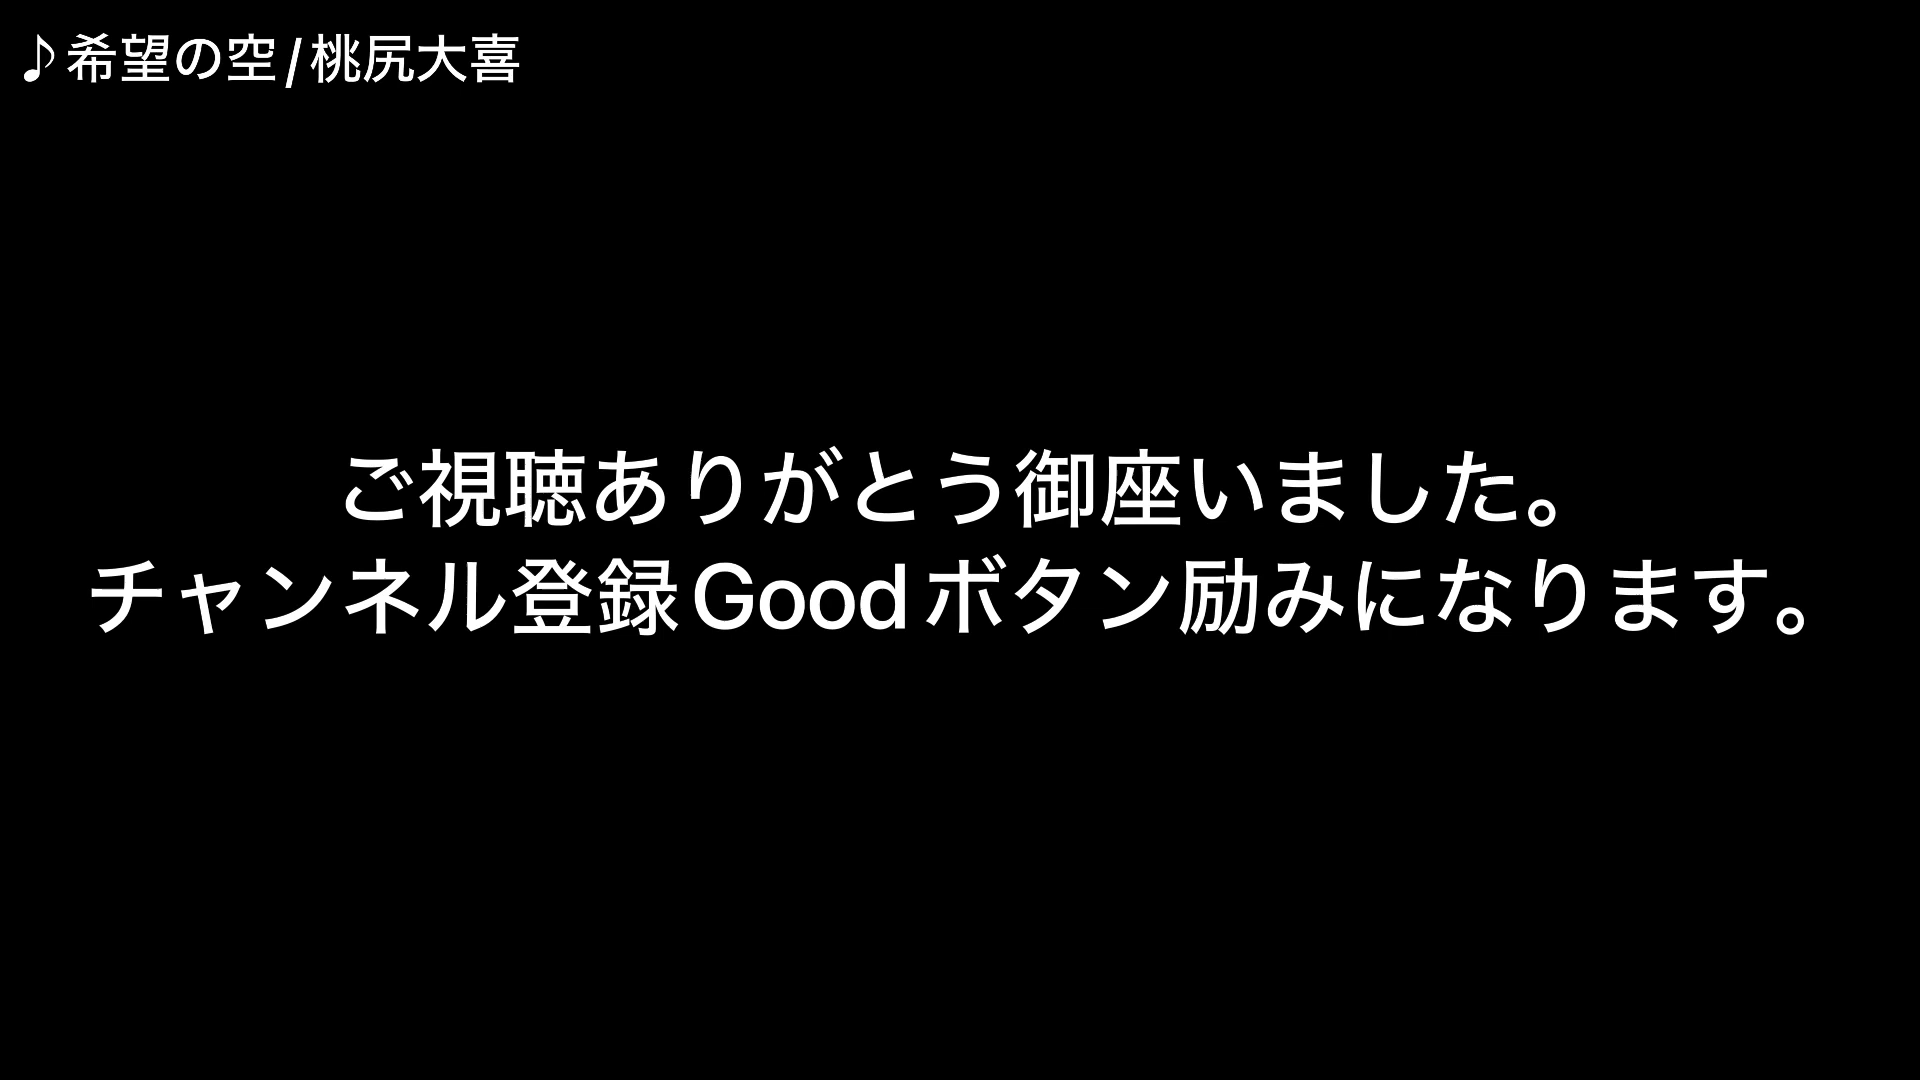 ♪希望の空/桃尻大喜
ご視聴ありがとう御座いました。
チャンネル登録Goodボタン励みになります。